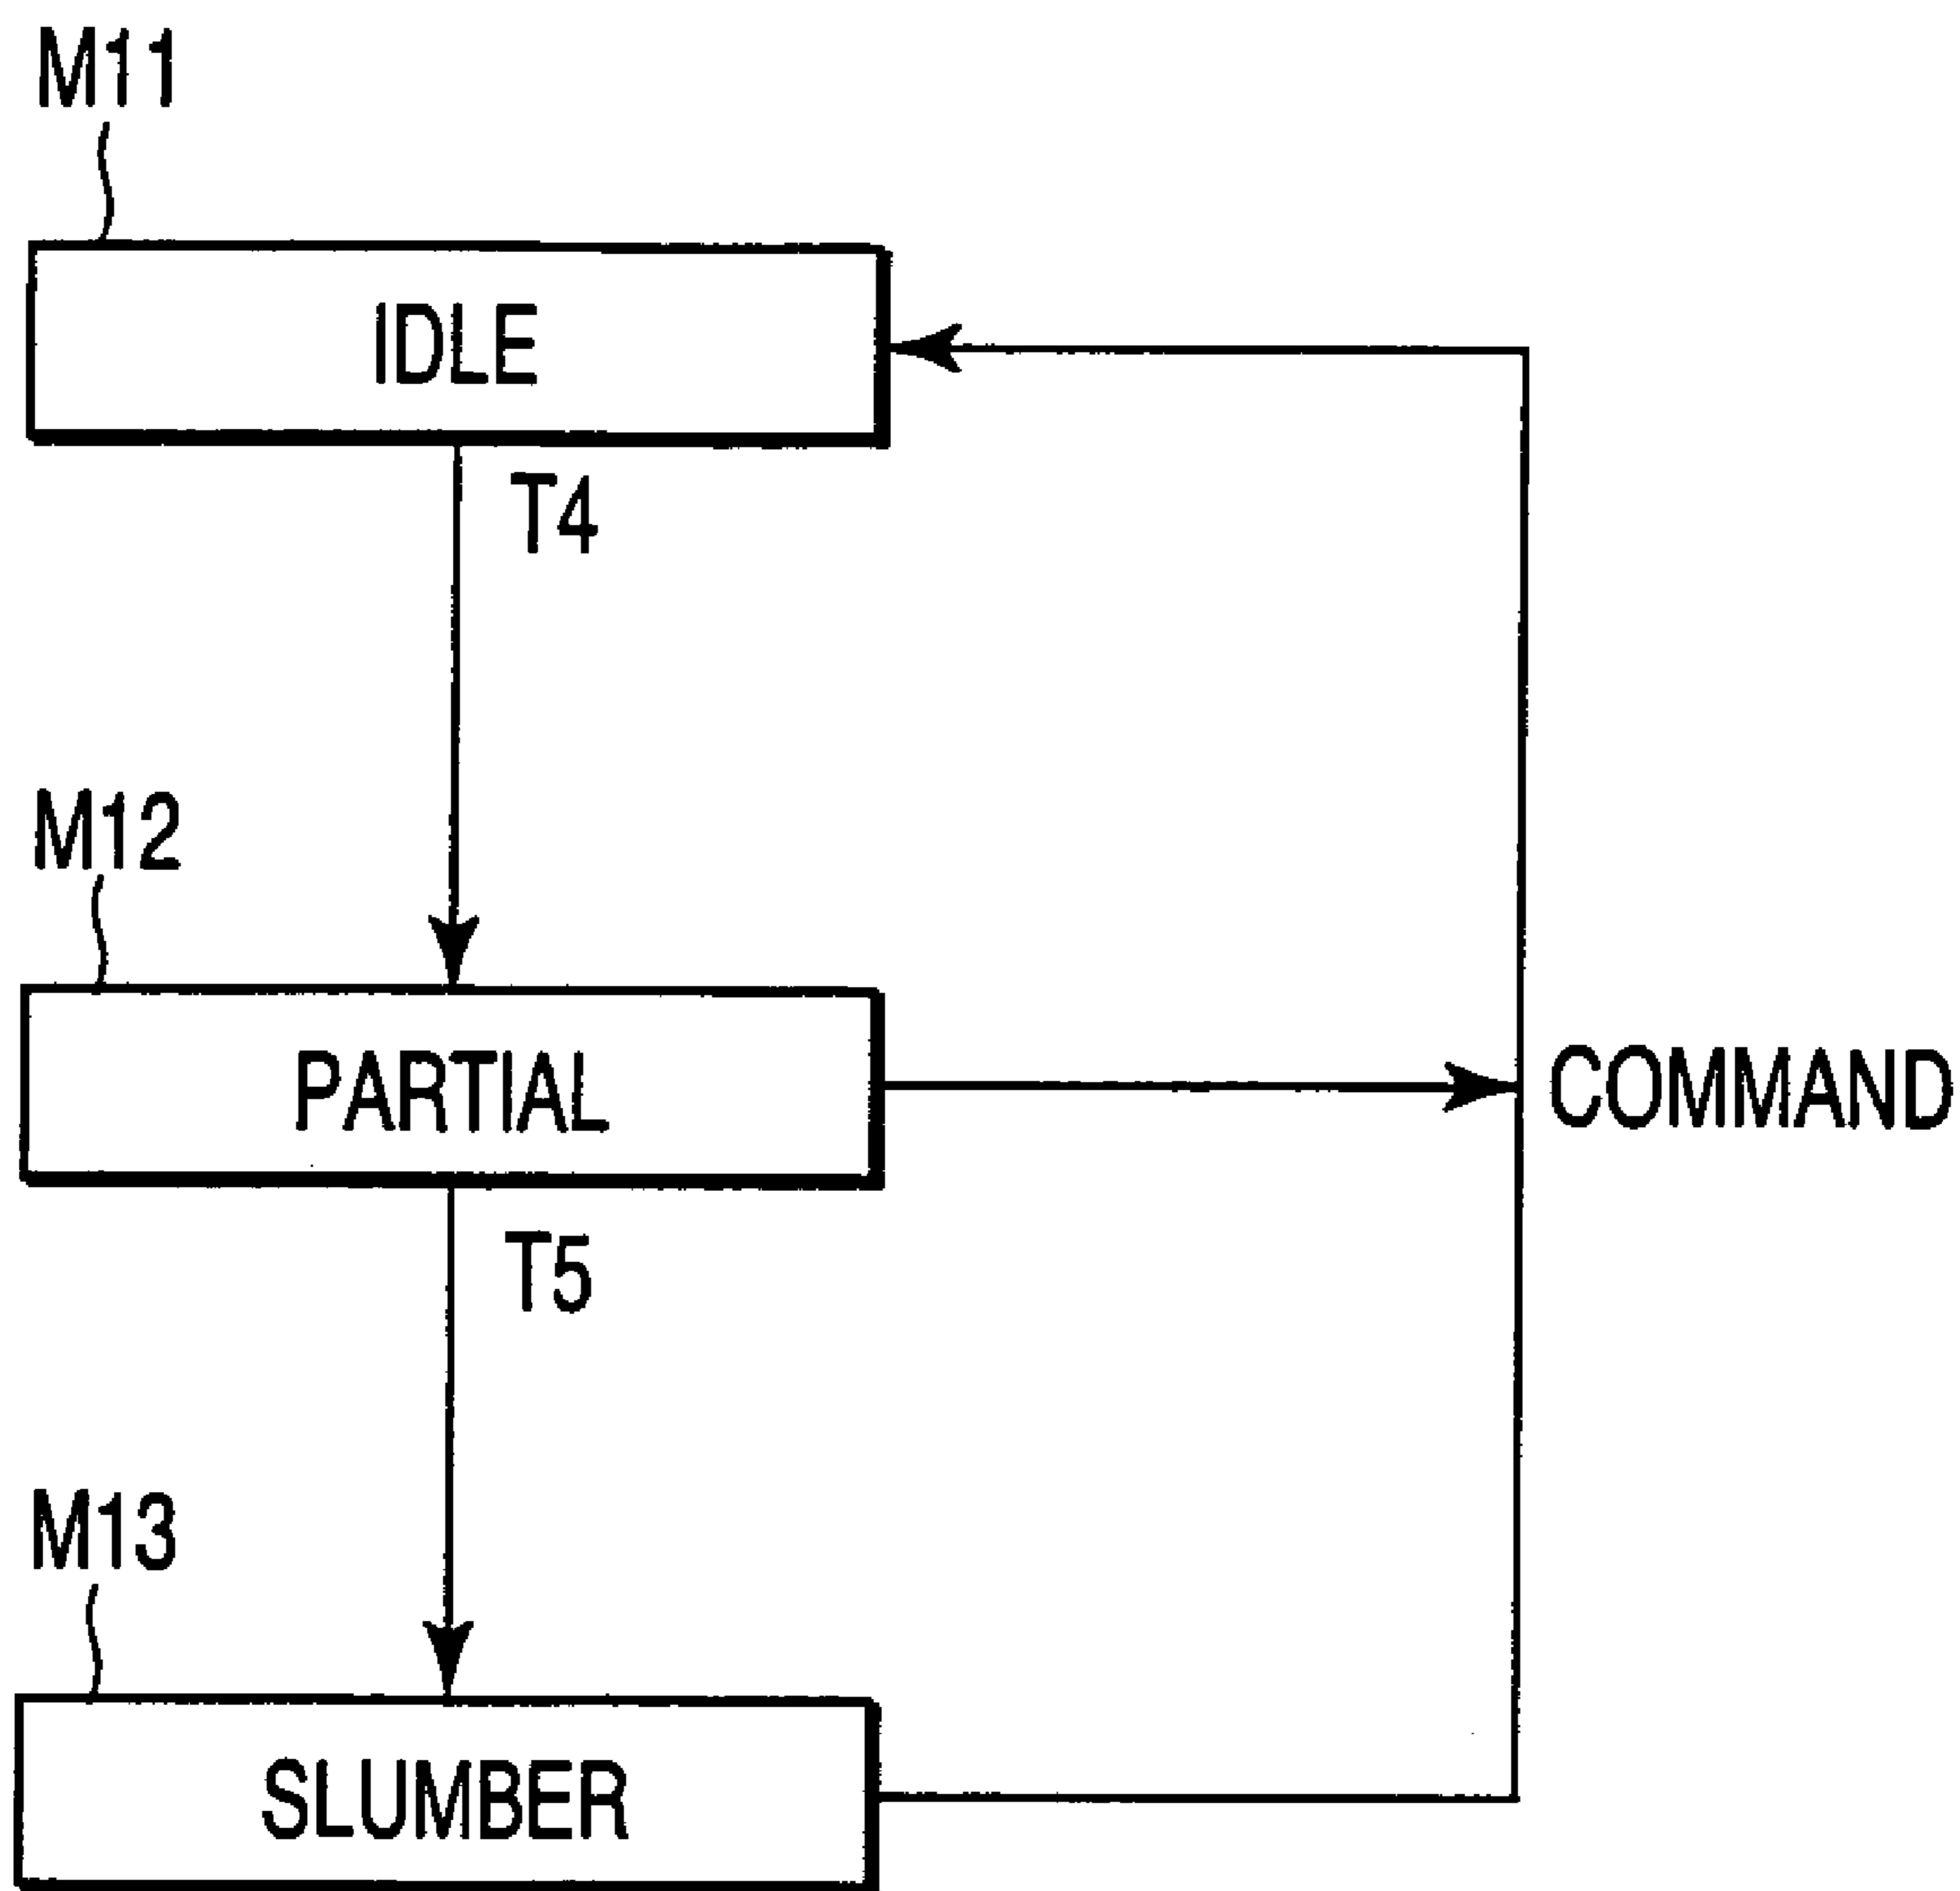 M11
IDLE
T4
M12
PARTIAL
COMMAND
T5
M13
SLUMBER